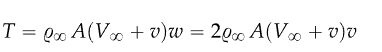 T = ϱ∞ A(V∞ + v)w = 2ϱ∞ A(V∞ + v)v